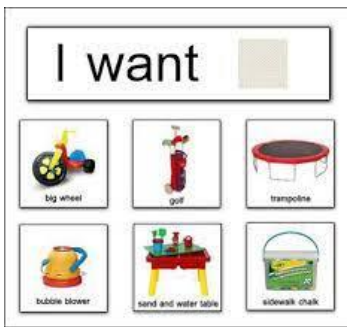 I want
big wheel
golf
trampoline
bubble blower
sand and water table
sidewalk chalk